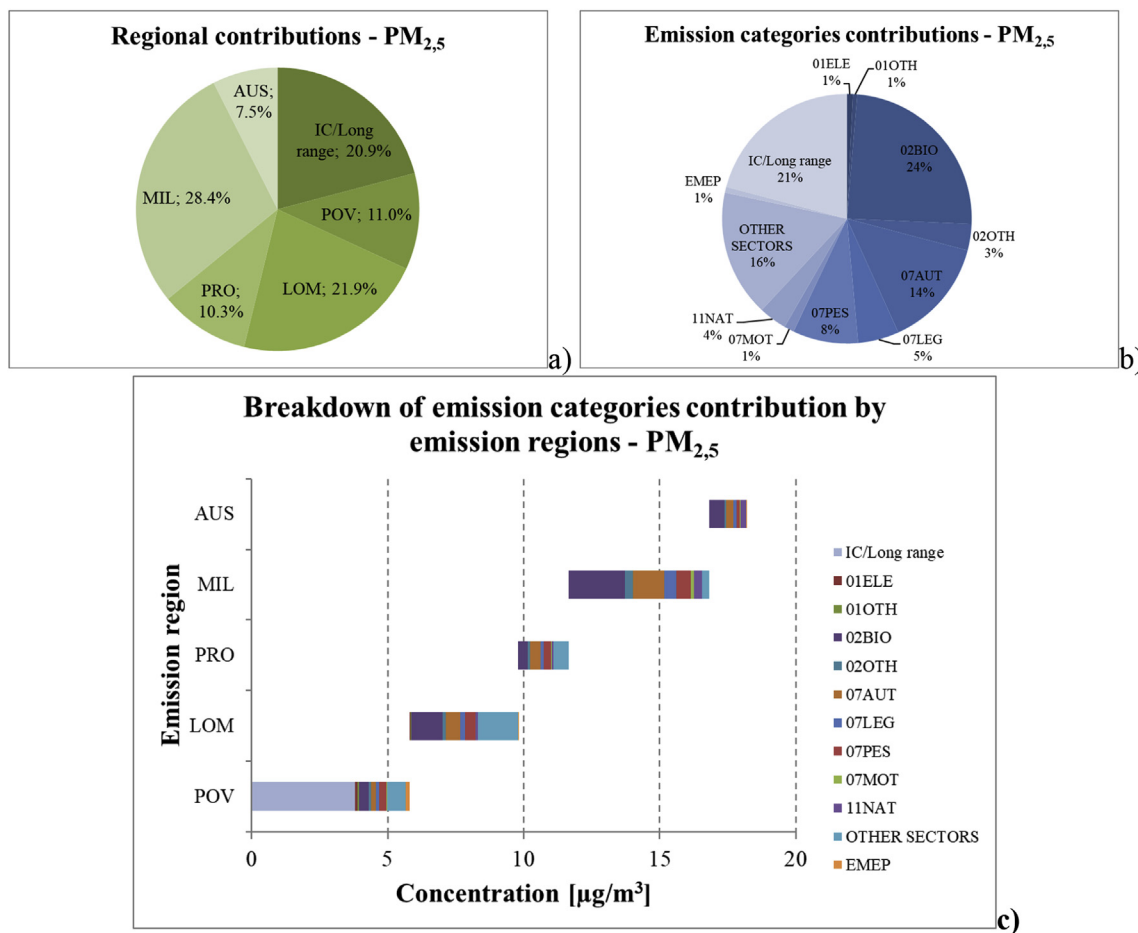 Regional contributions - PM2,5
AUS;
7.5%
IC/Long
range; 20.9%
MIL; 28.4%
POV; 11.0%
PRO;
10.3%
LOM; 21.9%
a)
Emission categories contributions - PM2,5
01ELE
1%
01OTH
1%
02BIO
24%
IC/Long range
21%
EMEP
1%
OTHER
SECTORS
16%
02OTH
3%
07AUT
14%
11NAT
4%
07MOT
1%
07PES
8%
07LEG
5%
b)
Breakdown of emission categories contribution by
emission regions - PM2,5
Emission region
AUS
MIL
PRO
LOM
POV
0 5 10 15 20
Concentration [µg/m³]
IC/Long range
01ELE
01OTH
02BIO
02OTH
07AUT
07LEG
07PES
07MOT
11NAT
OTHER SECTORS
EMEP
c)